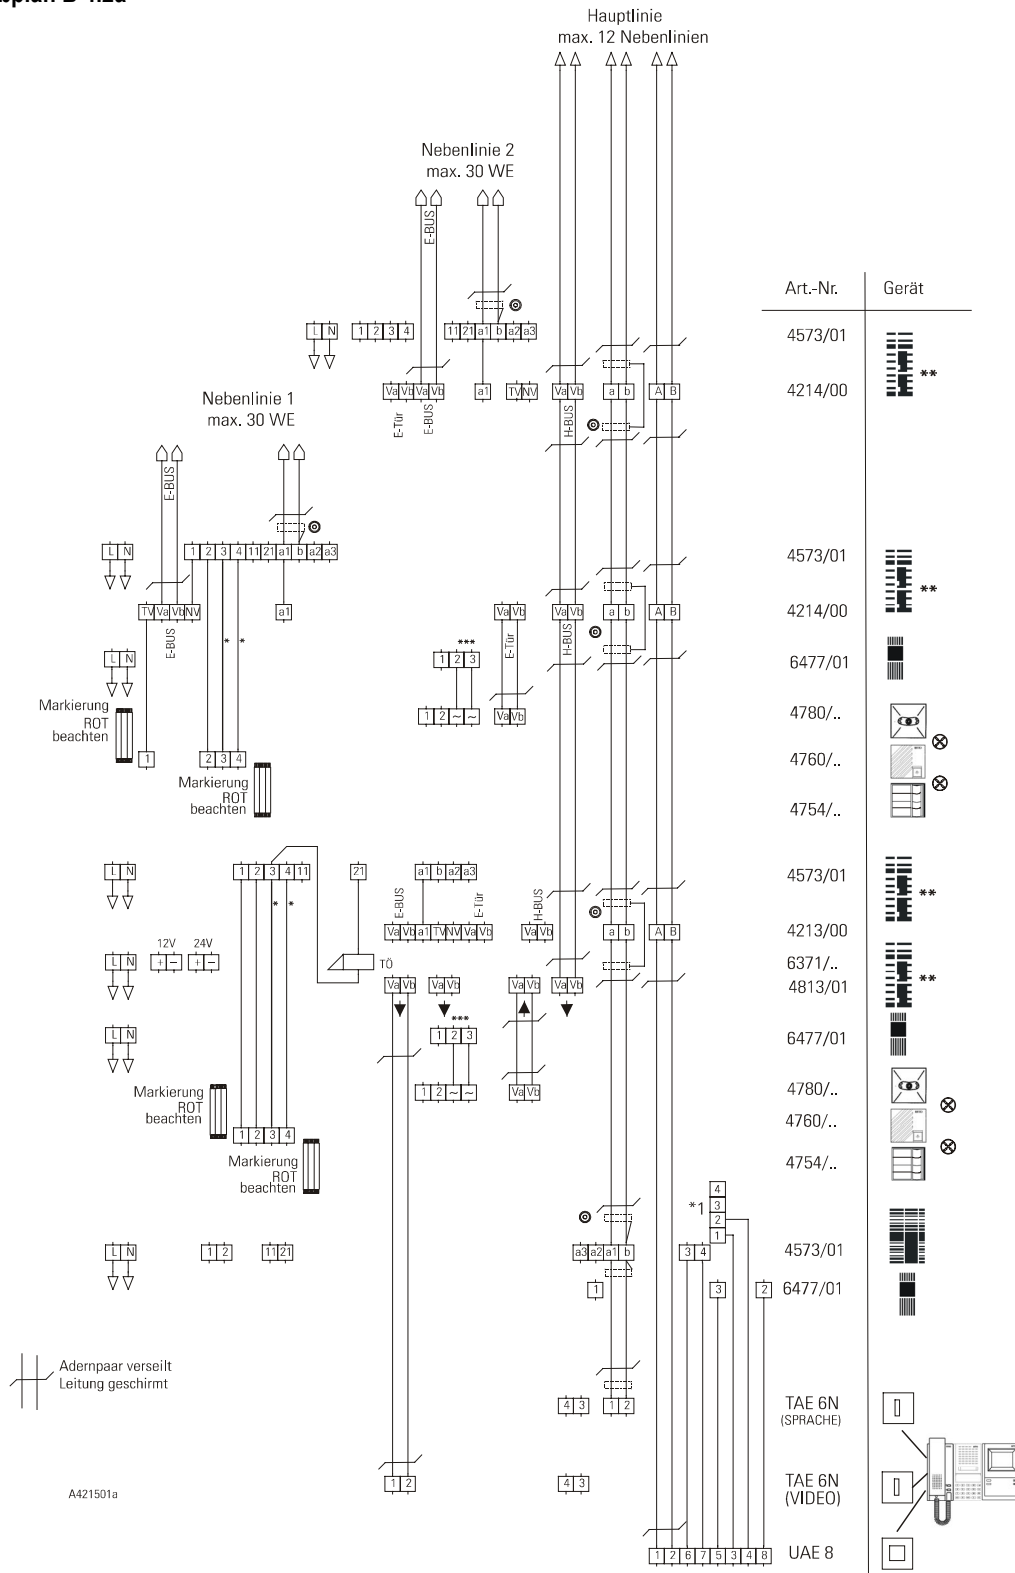 Hauptlinie
max. 12 Nebenlinien
Nebenlinie 2
max. 30 WE
E-BUS
Art.-Nr. Gerät
L N 1 2 3 4 11 21 a1 b a2 a3
4573/01
**
Va Vb Va Vb a1 TV NV Va Vb a b A B
4214/00
E-Tür E-BUS H-BUS
Nebenlinie 1
max. 30 WE
E-BUS
L N 1 2 3 4 11 21 a1 b a2 a3
4573/01
**
TV Va Vb NV a1 Va Vb Va Vb a b A B
4214/00
E-BUS * * E-Tür H-BUS
***
L N 1 2 3
6477/01
Markierung
ROT
beachten
1 2 ~ ~ Va Vb
4780/..
1 2 3 4
4760/..
Markierung
ROT
beachten
4754/..
L N 1 2 3 4 11 21 a1 b a2 a3
4573/01
**
* * E-BUS E-Tür H-BUS
Va Vb a1 TV NV Va Vb Va Vb a b A B
4213/00
12V 24V
L N + − + − TÖ
6371/..
4813/01
**
Va Vb Va Vb Va Vb Va Vb
***
L N 1 2 3
6477/01
Markierung
ROT
beachten
1 2 ~ ~ Va Vb
4780/..
4760/..
1 2 3 4
Markierung
ROT
beachten
4754/..
*1 4
3
2
1
L N 1 2 11 21 a3 a2 a1 b 3 4
4573/01
1 3 2 6477/01
Adernpaar verseilt
Leitung geschirmt
4 3 1 2 TAE 6N
(SPRACHE)
1 2 4 3 TAE 6N
(VIDEO)
A421501a
1 2 6 7 5 3 4 8 UAE 8